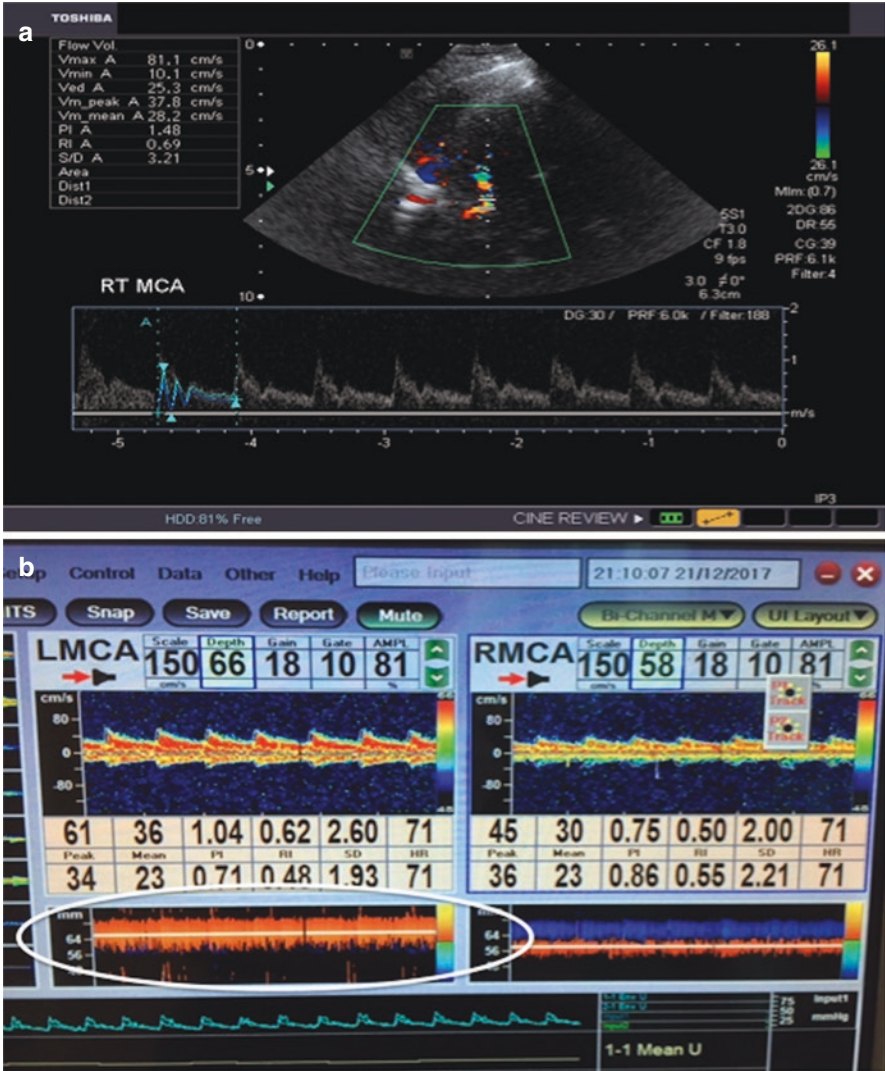 a
TOSHIBA
Flow Vol.
Vmax A 81.1 cm/s
Vmin A 10.1 cm/s
Ved A 25.3 cm/s
Vm_peak A 37.8 cm/s
Vm_mean A 28.2 cm/s
PI A 1.48
RI A 0.69
S/D A 3.21
Area
Dist1
Dist2
0
5
10
26.1
26.1
cm/s
MIm:(0.7)
2DG:86
DR:55
CG:39
PRF:6.1k
Filter:4
5S1
T3.0
CF 1.8
9 fps
3.0 ≠0°
6.3cm
RT MCA
A
DG:30 / PRF:6.0k / Filter:188
2
1
m/s
-5 -4 -3 -2 -1 0
IP3
HDD:81% Free CINE REVIEW
b
Control Data Other Help Please Input 21:10:07 21/12/2017
ITS Snap Save Report Mute Bi-Channel M UI Layout
LMCA
Scale Depth Gain Gate AMPL
150 66 18 10 81
cm/s %
cm/s
80
0
-80
61 36 1.04 0.62 2.60 71
Peak Mean PI RI SD HR
34 23 0.71 0.48 1.93 71
mm
64
56
RMCA
Scale Depth Gain Gate AMPL
150 58 18 10 81
cm/s %
cm/s
80
0
-80
Track
Track
45 30 0.75 0.50 2.00 71
Peak Mean PI RI SD HR
36 23 0.86 0.55 2.21 71
64
56
75
50
25
input1
mmHg
1-1 Mean U